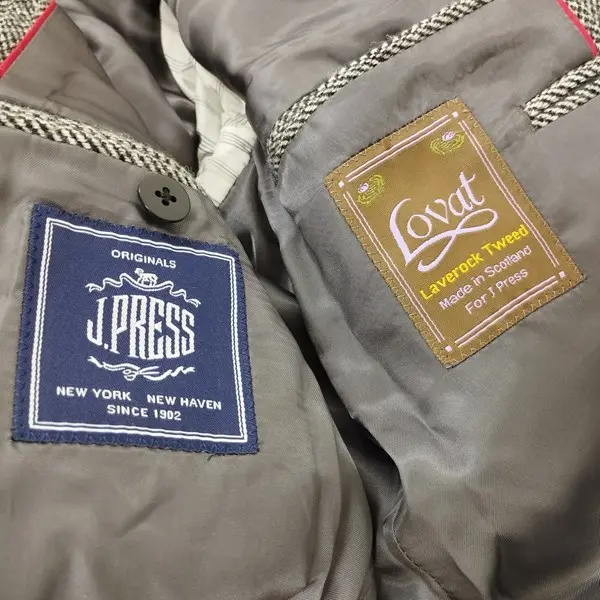 ORIGINALS
J.PRESS
NEW YORK NEW HAVEN
SINCE 1902
Lovat
Laverock Tweed
Made in Scotland
For J Press